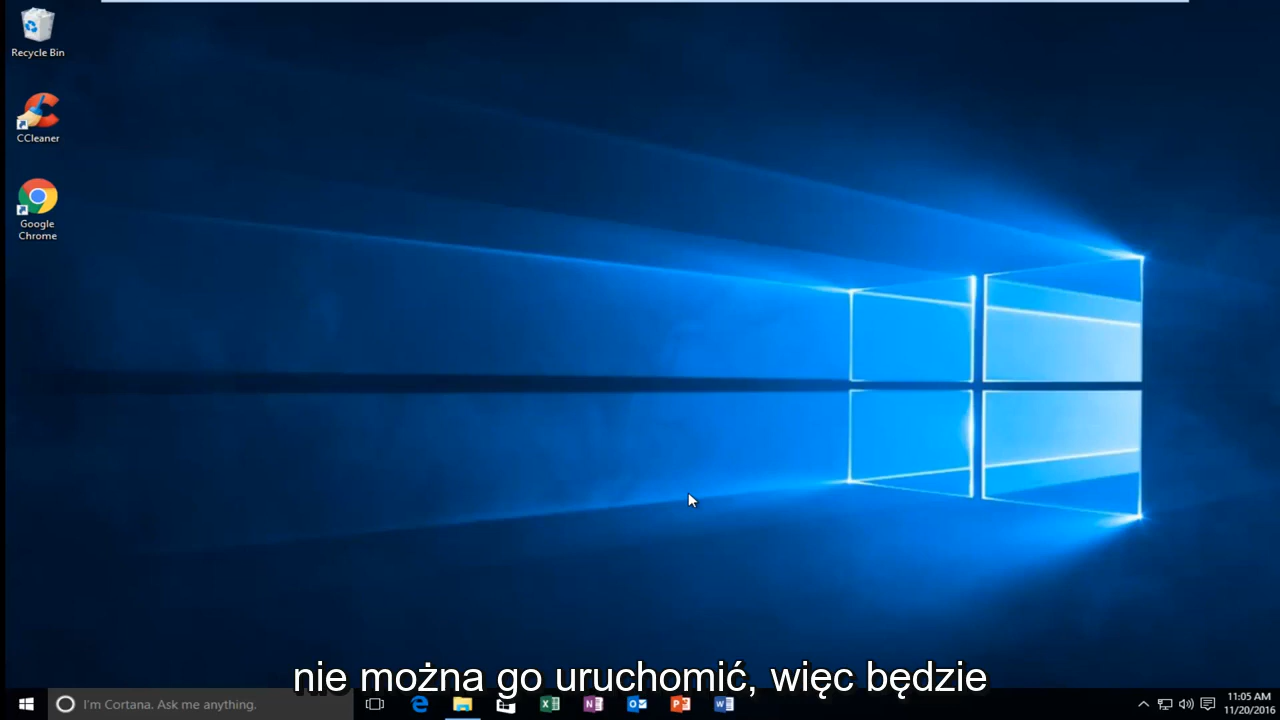 Recycle Bin
CCleaner
Google
Chrome
nie można go uruchomić, więc będzie
I'm Cortana. Ask me anything.
11:05 AM
11/20/2016